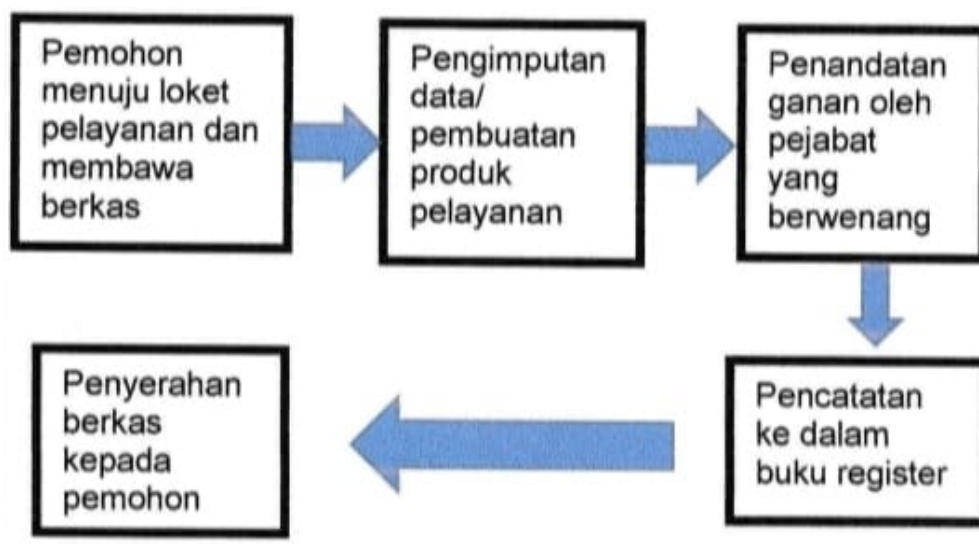 Pemohon
menuju loket
pelayanan dan
membawa
berkas
Pengimputan
data/
pembuatan
produk
pelayanan
Penandatan
ganan oleh
pejabat
yang
berwenang
Pencatatan
ke dalam
buku register
Penyerahan
berkas
kepada
pemohon